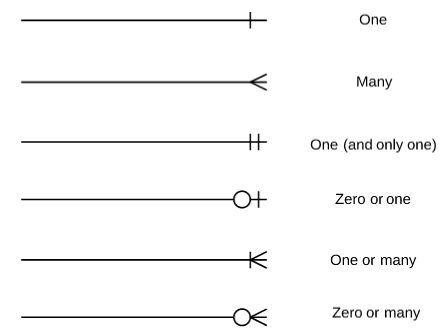 One
Many
One (and only one)
Zero or one
One or many
Zero or many